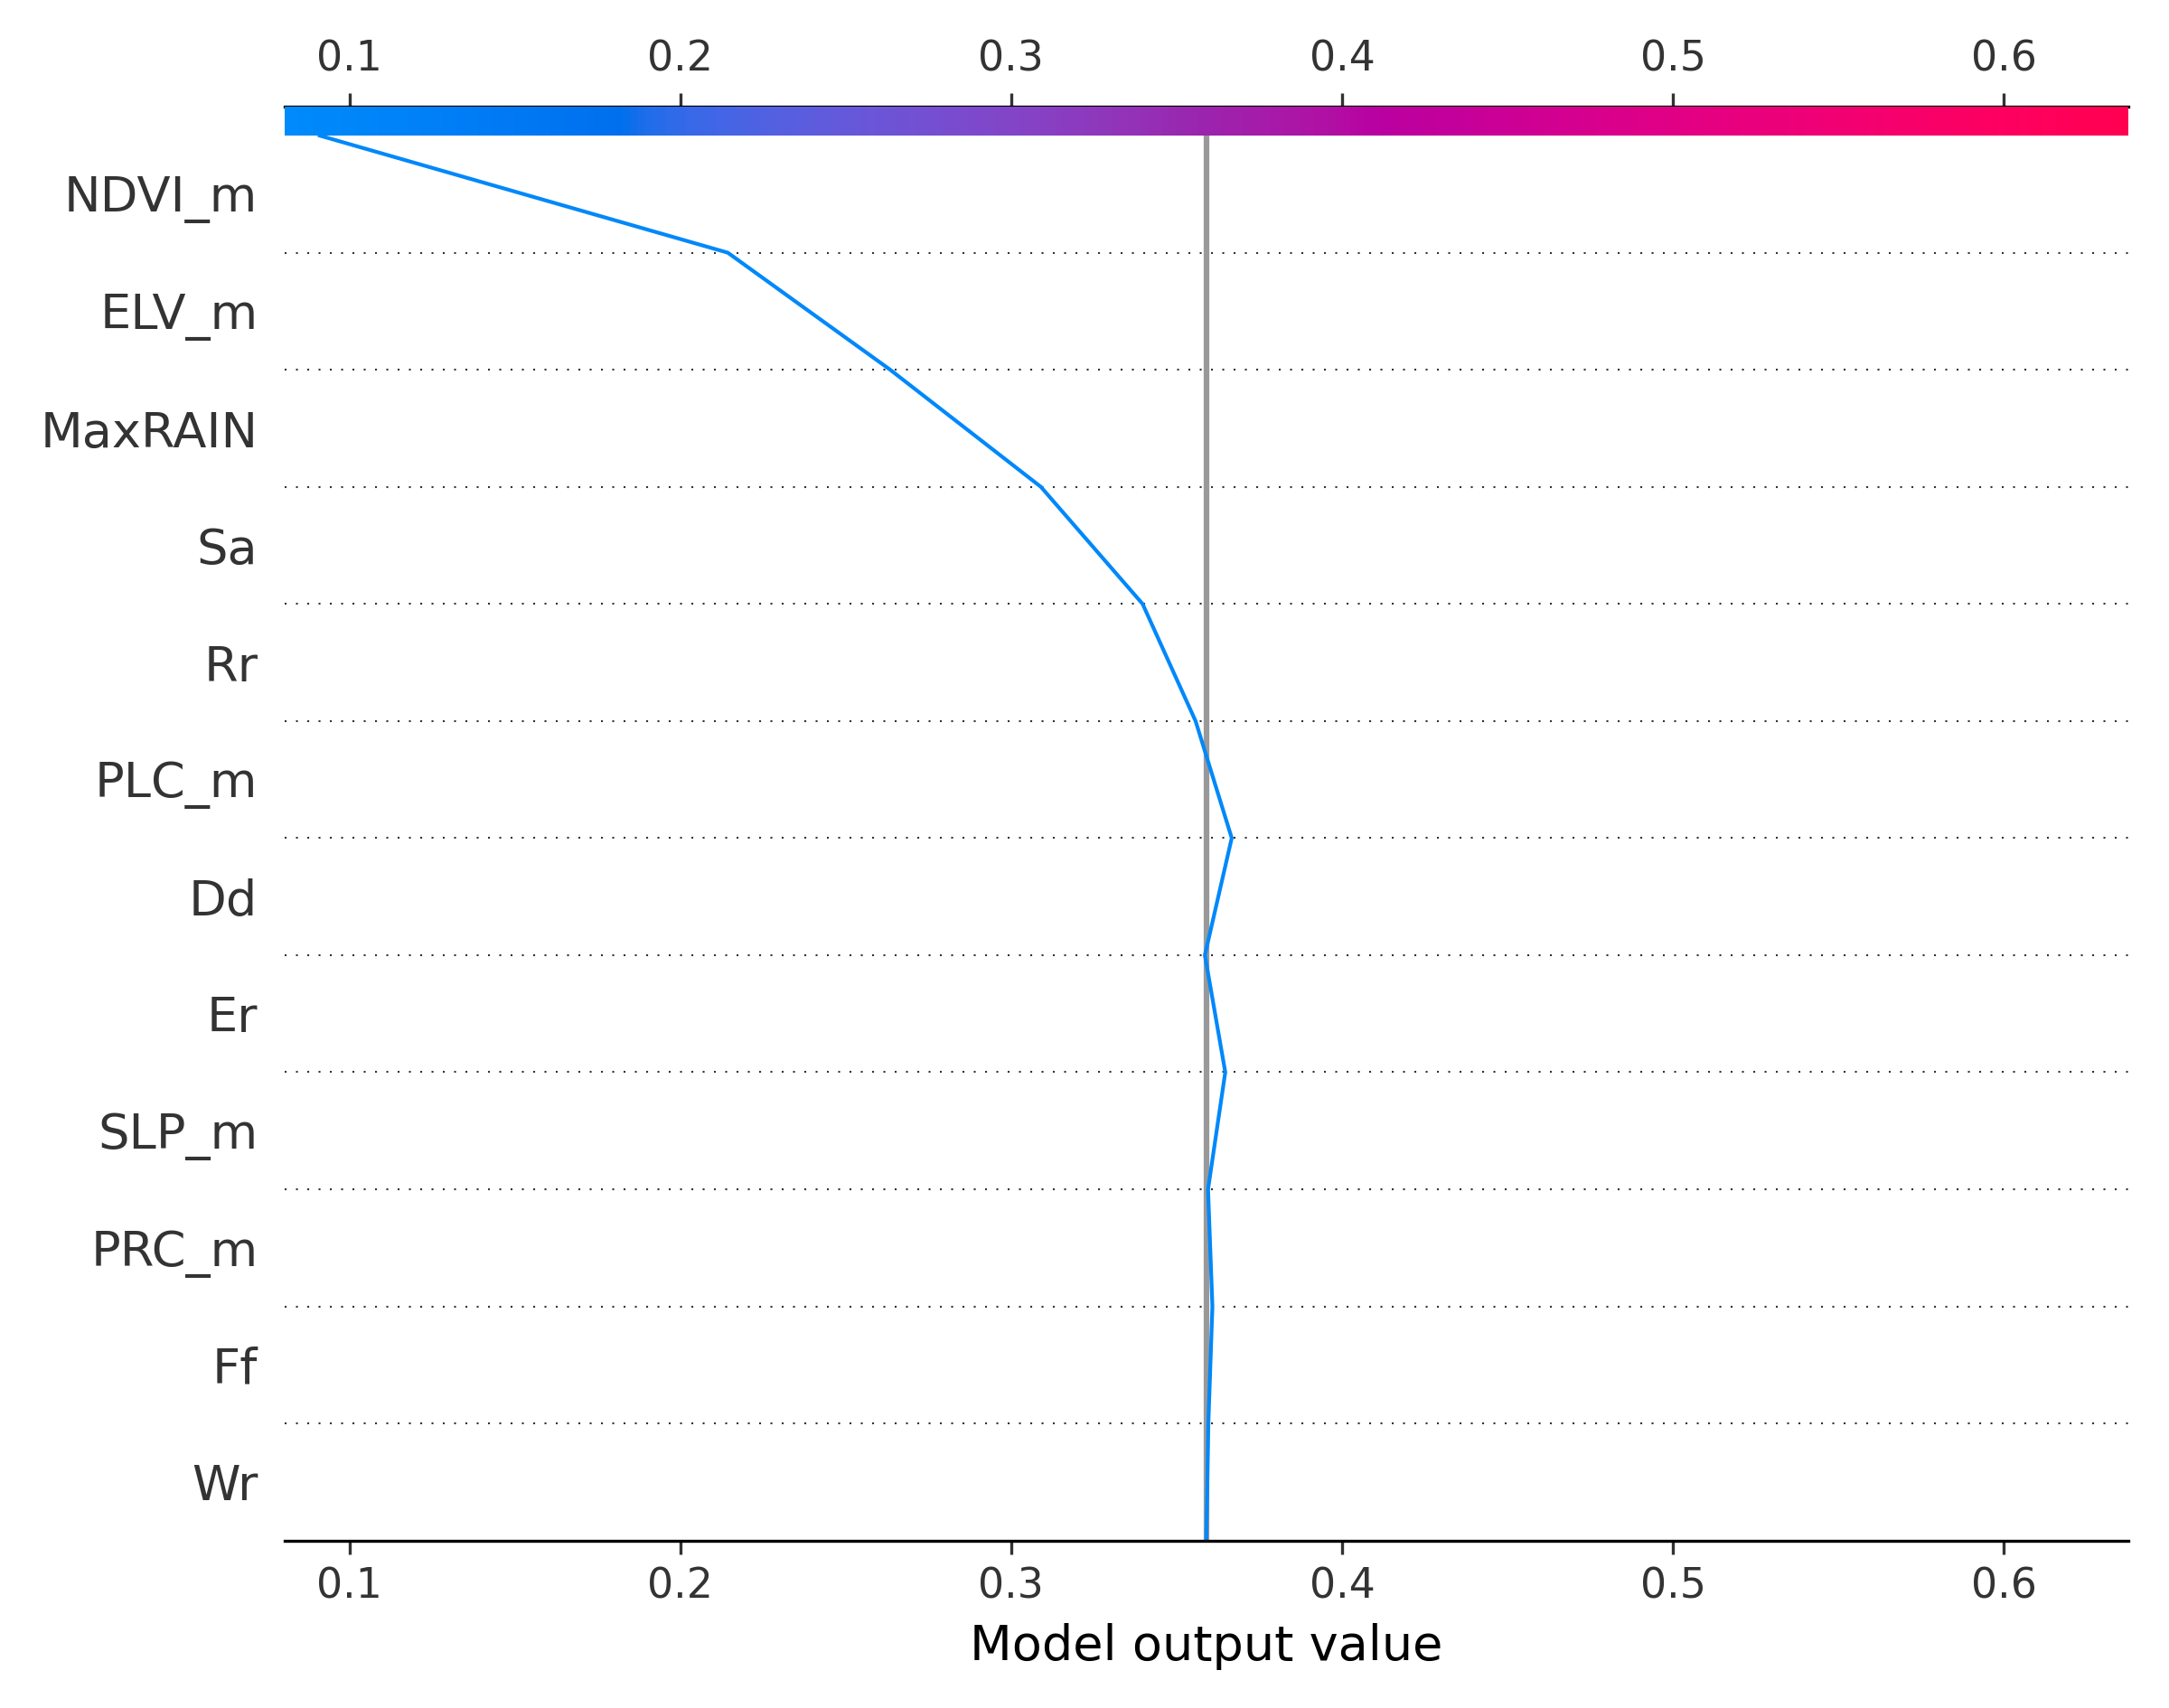 0.1 0.2 0.3 0.4 0.5 0.6
NDVI_m
ELV_m
MaxRAIN
Sa
Rr
PLC_m
Dd
Er
SLP_m
PRC_m
Ff
Wr
0.1 0.2 0.3 0.4 0.5 0.6
Model output value